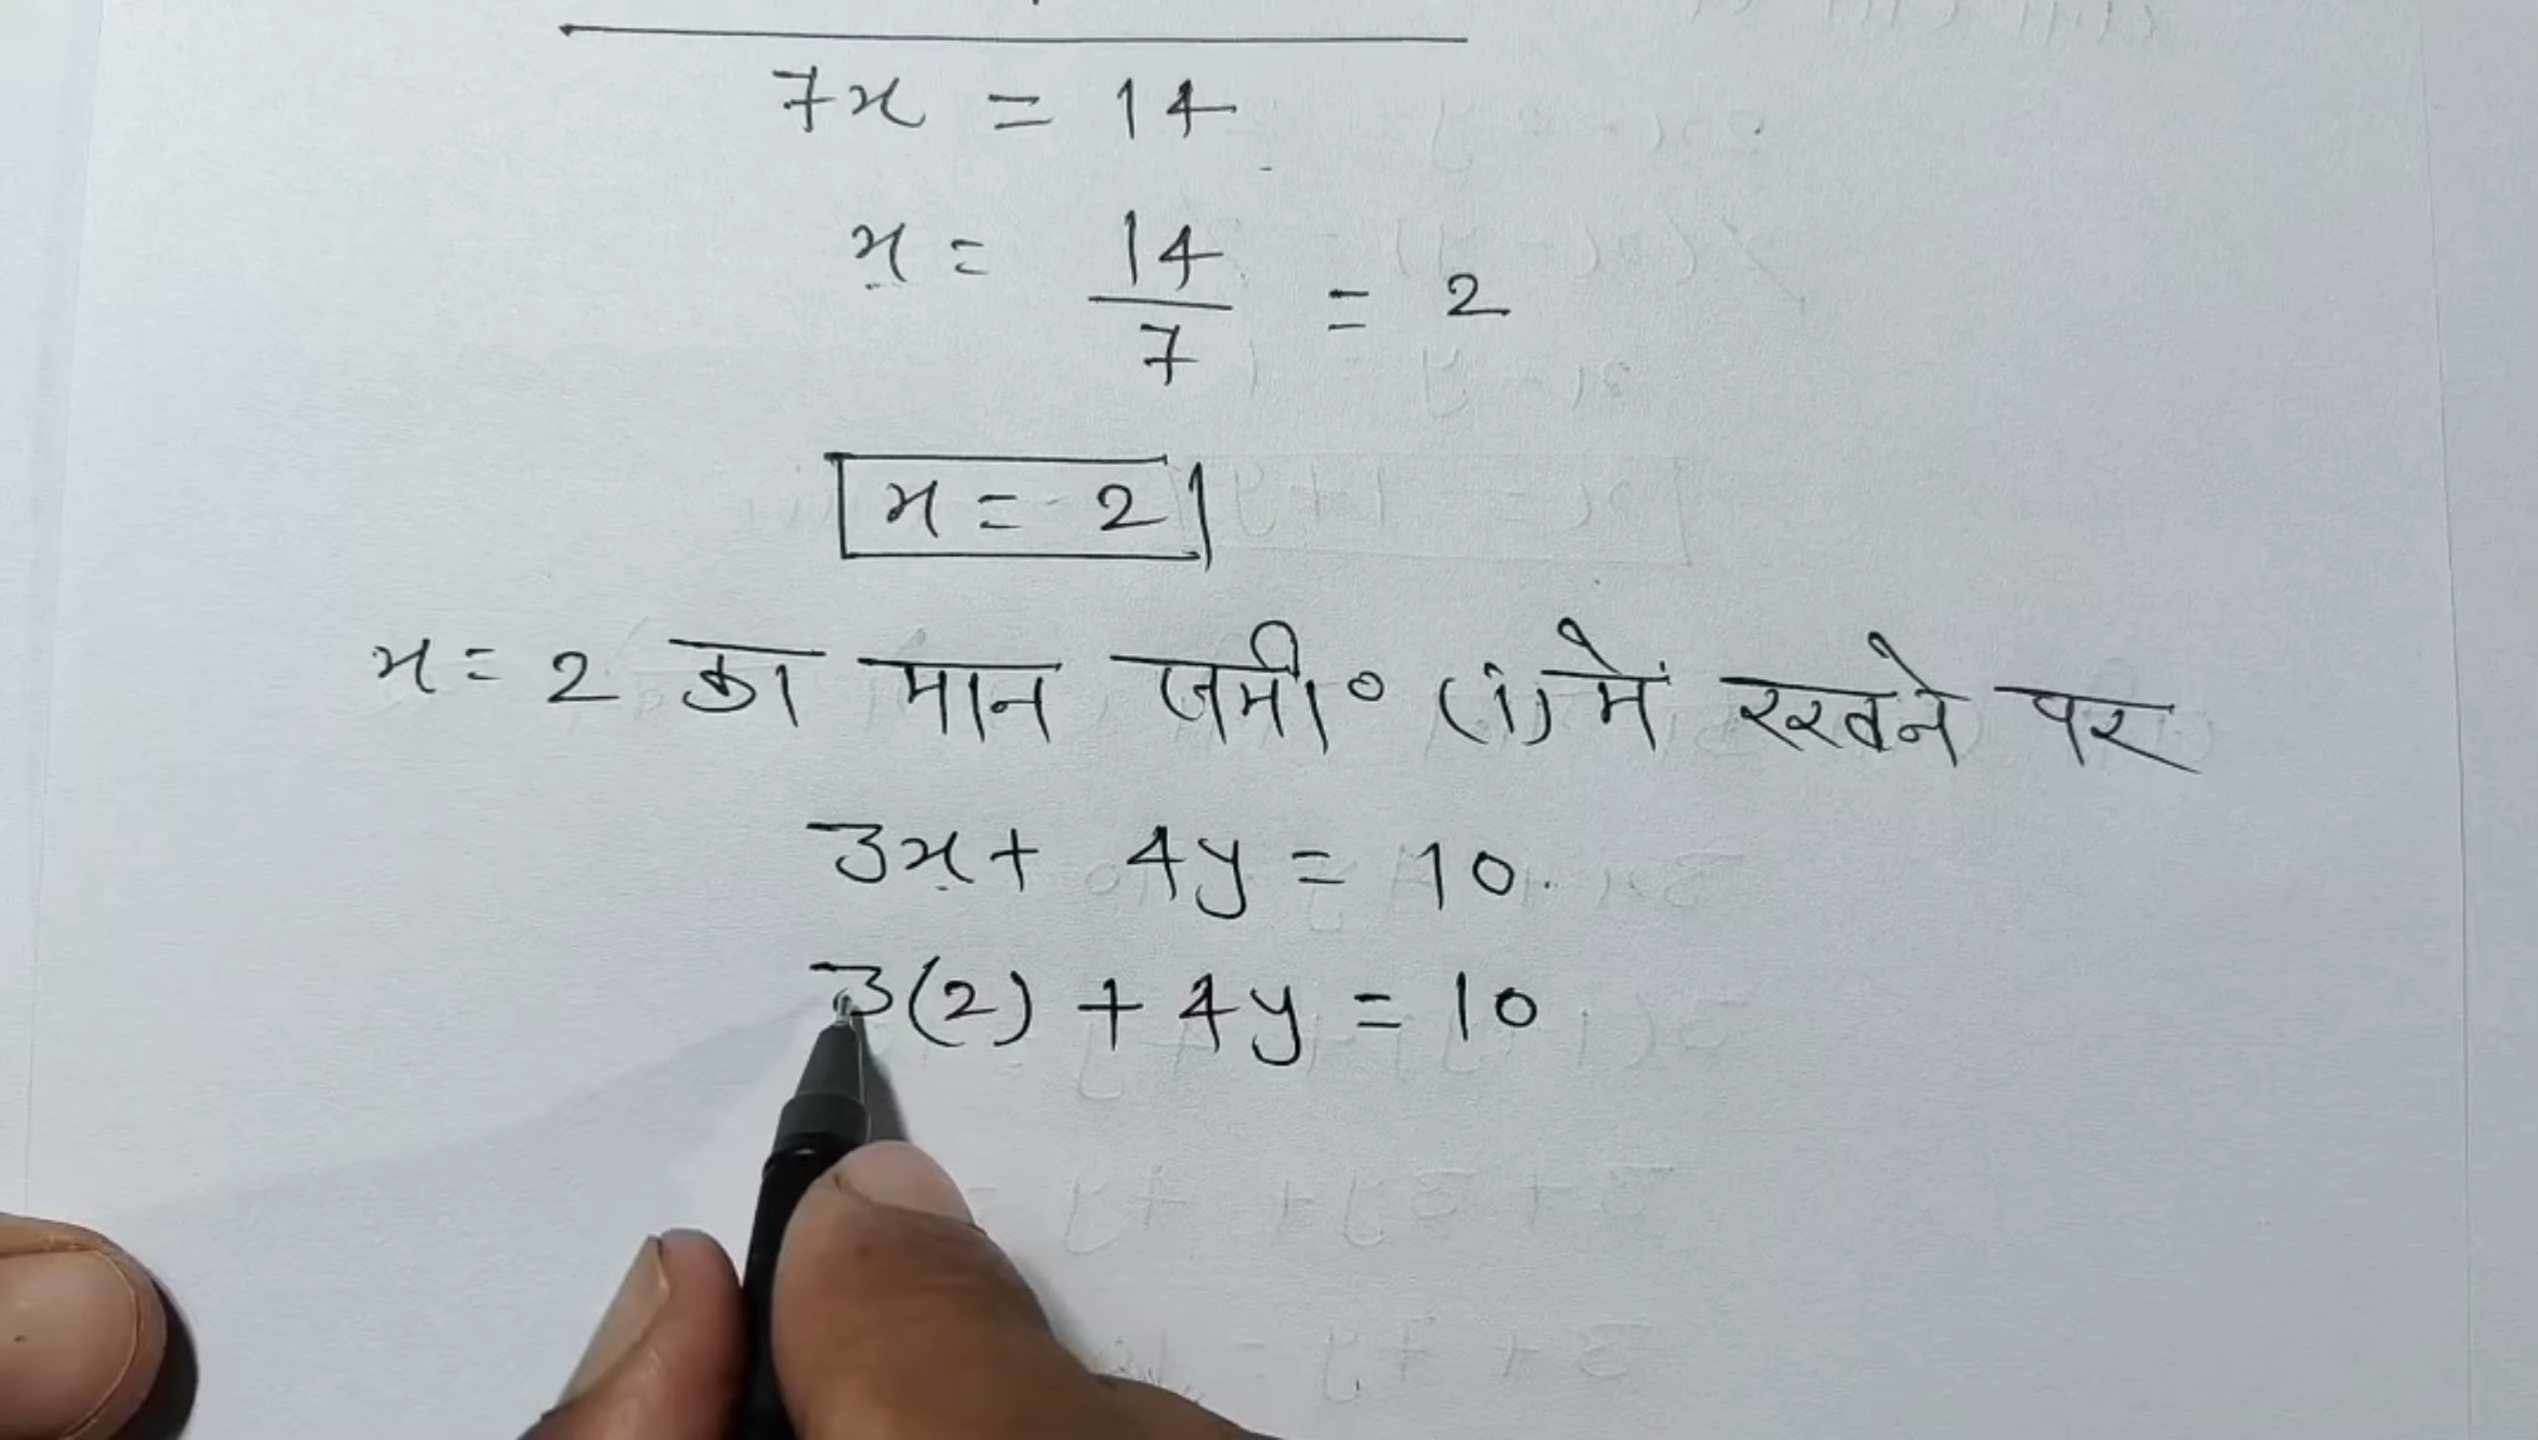 7x = 14
x = 14/7 = 2
x = 2
x = 2 का मान समी० (i) में रखने पर
3x + 4y = 10.
3(2) + 4y = 10